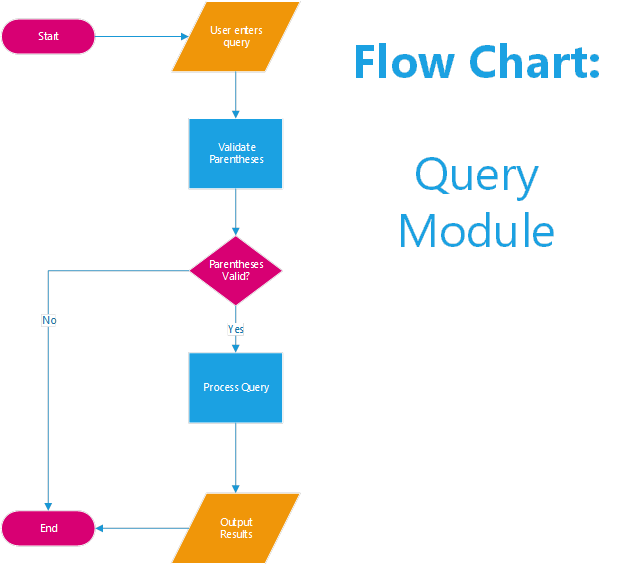 Start
User enters
query
Flow Chart:
Query
Module
Validate
Parentheses
Parentheses
Valid?
No
Yes
Process Query
End
Output
Results